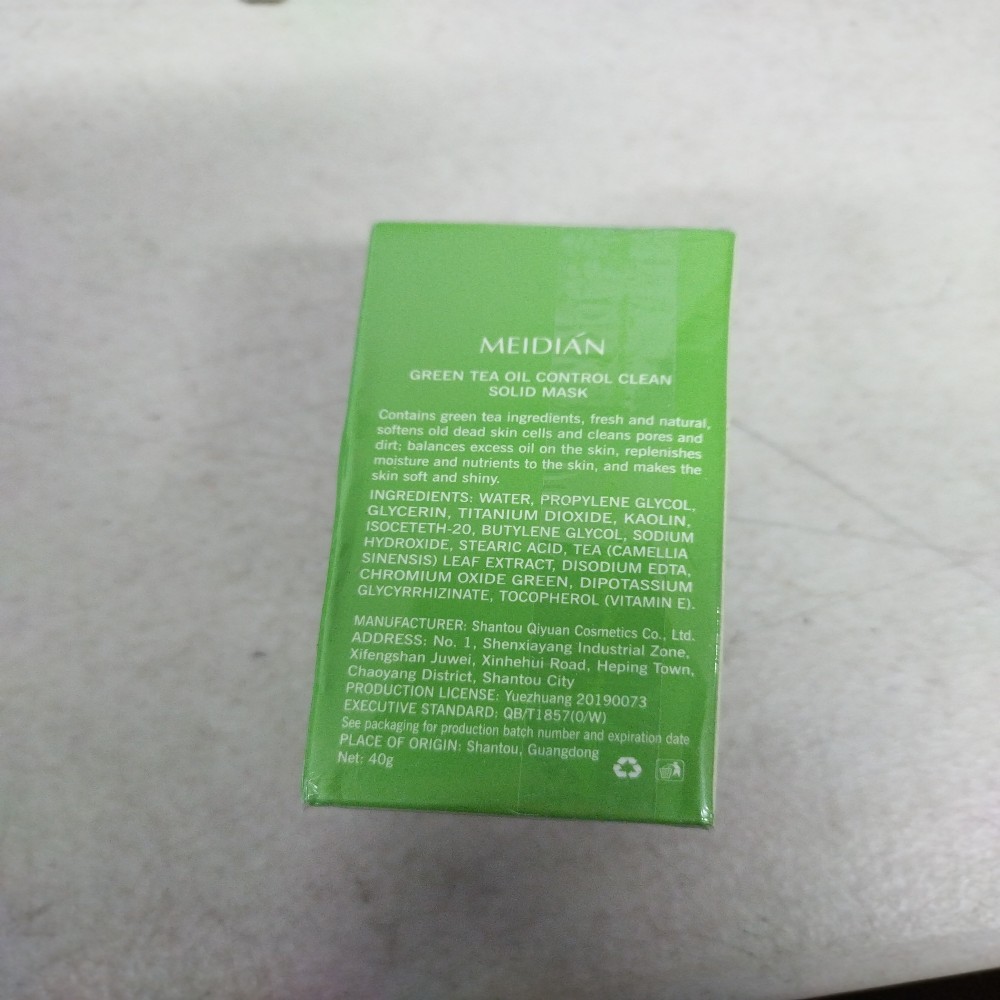 MEIDIÁN
GREEN TEA OIL CONTROL CLEAN
SOLID MASK
Contains green tea ingredients, fresh and natural,
softens old dead skin cells and cleans pores and
dirt; balances excess oil on the skin, replenishes
moisture and nutrients to the skin, and makes the
skin soft and shiny.
INGREDIENTS: WATER, PROPYLENE GLYCOL,
GLYCERIN, TITANIUM DIOXIDE, KAOLIN,
ISOCETETH-20, BUTYLENE GLYCOL, SODIUM
HYDROXIDE, STEARIC ACID, TEA (CAMELLIA
SINENSIS) LEAF EXTRACT, DISODIUM EDTA,
CHROMIUM OXIDE GREEN, DIPOTASSIUM
GLYCYRRHIZINATE, TOCOPHEROL (VITAMIN E).
MANUFACTURER: Shantou Qiyuan Cosmetics Co., Ltd.
ADDRESS: No. 1, Shenxiayang Industrial Zone,
Xifengshan Juwei, Xinhehui Road, Heping Town,
Chaoyang District, Shantou City
PRODUCTION LICENSE: Yuezhuang 20190073
EXECUTIVE STANDARD: QB/T1857(O/W)
See packaging for production batch number and expiration date
PLACE OF ORIGIN: Shantou, Guangdong
Net: 40g